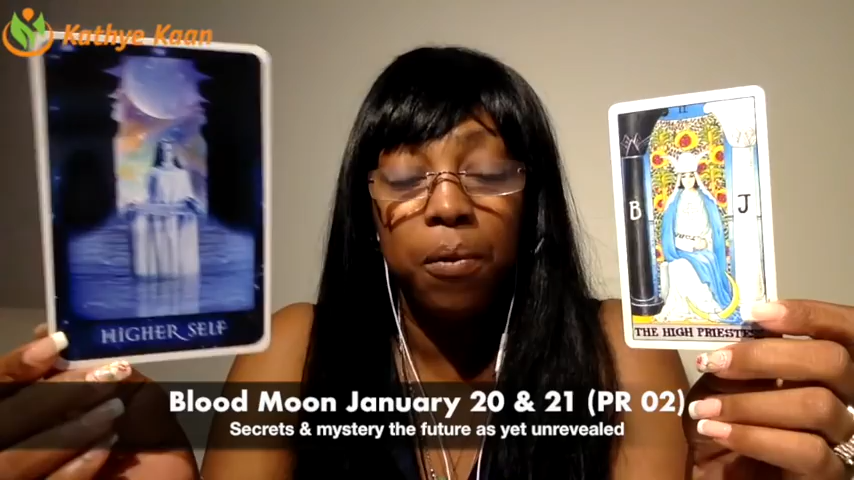 Kathye Kaan
II
B
J
HIGHER SELF
THE HIGH PRIESTESS
Blood Moon January 20 & 21 (PR 02)
Secrets & mystery the future as yet unrevealed